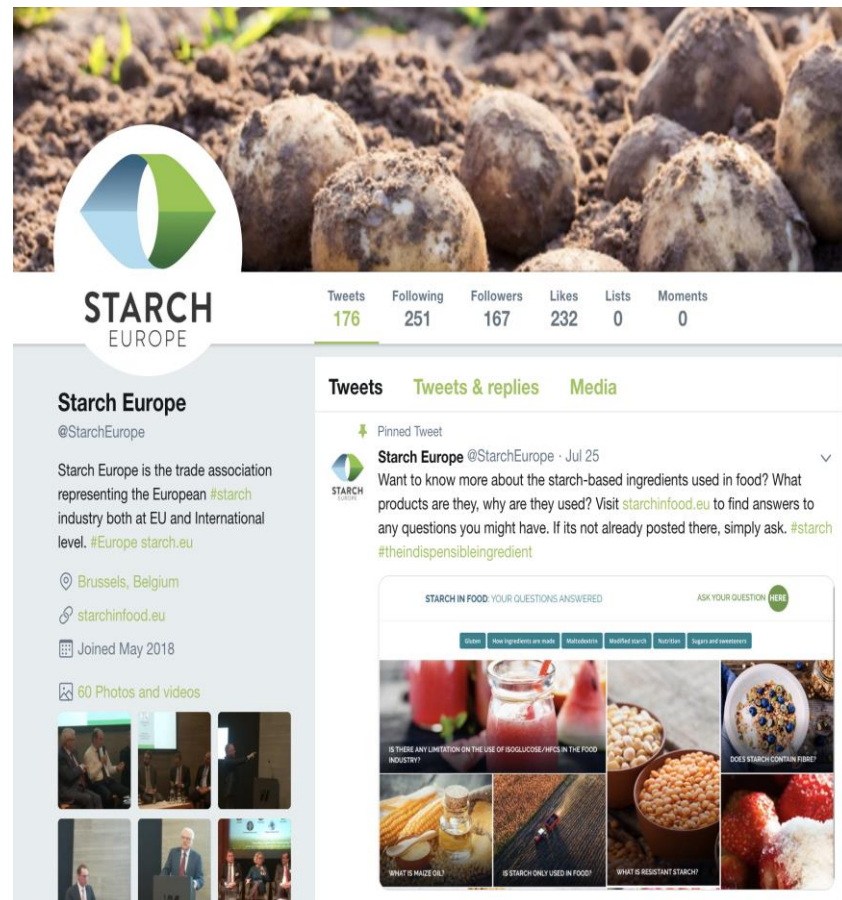 STARCH
EUROPE
Tweets Following Followers Likes Lists Moments
176 251 167 232 0 0
Starch Europe
@StarchEurope
Starch Europe is the trade association
representing the European #starch
industry both at EU and International
level. #Europe starch.eu
Brussels, Belgium
starchinfood.eu
Joined May 2018
60 Photos and videos
Tweets Tweets & replies Media
Pinned Tweet
Starch Europe @StarchEurope · Jul 25
STARCH
EUROPE
Want to know more about the starch-based ingredients used in food? What
products are they, why are they used? Visit starchinfood.eu to find answers to
any questions you might have. If its not already posted there, simply ask. #starch
#theindispensibleingredient
STARCH IN FOOD: YOUR QUESTIONS ANSWERED
ASK YOUR QUESTION HERE
Gluten How ingredients are made Maltodextrin Modified starch Nutrition Sugars and sweeteners
IS THERE ANY LIMITATION ON THE USE OF ISOGLUCOSE/HFCS IN THE FOOD
INDUSTRY?
DOES STARCH CONTAIN FIBRE?
WHAT IS MAIZE OIL?
IS STARCH ONLY USED IN FOOD?
WHAT IS RESISTANT STARCH?